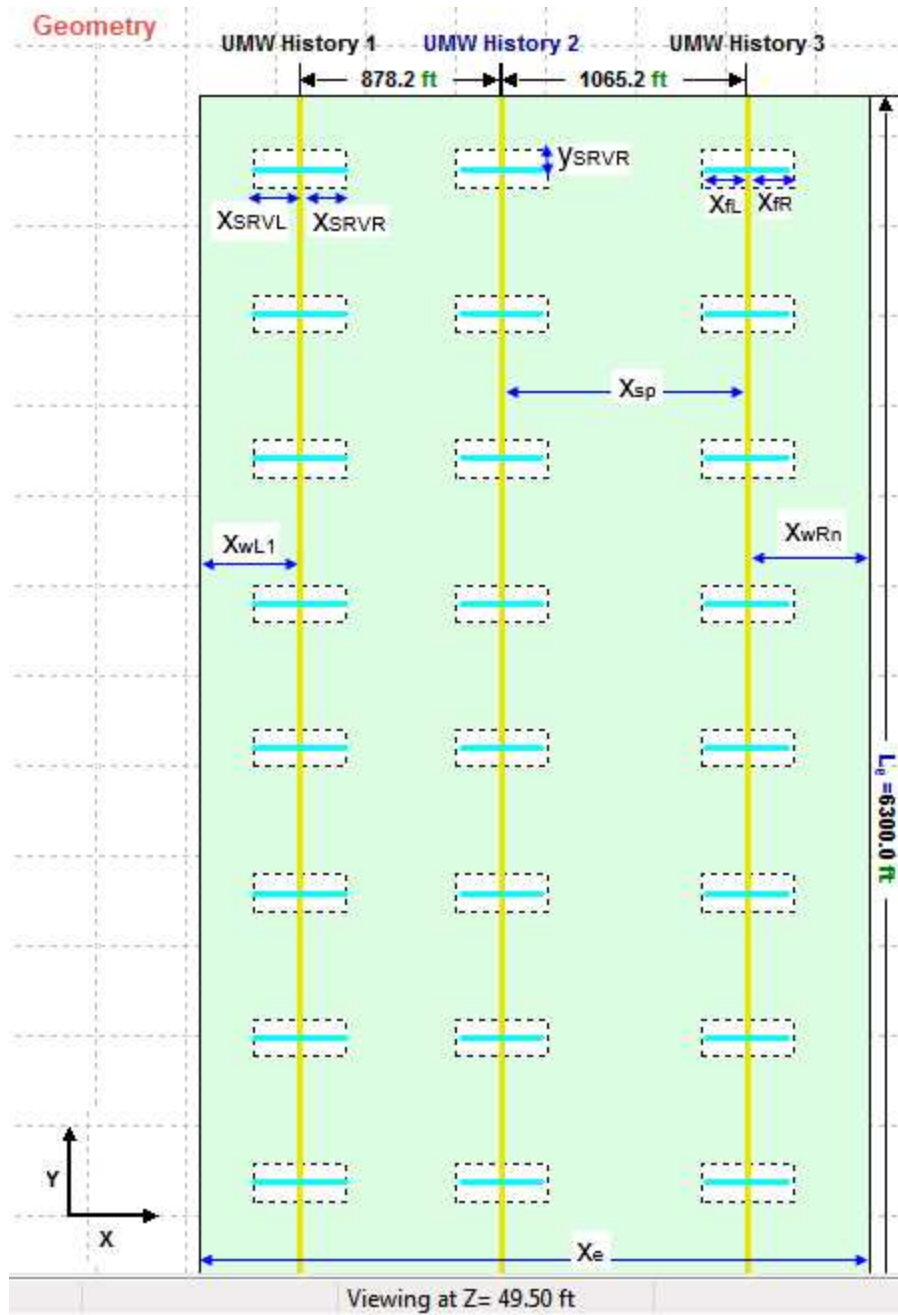 Geometry
UMW History 1 UMW History 2 UMW History 3
878.2 ft 1065.2 ft
ySRVR
XfL XfR
XSRVL XSRVR
Xsp
XwL1
XwRn
Le =6300.0 ft
Y
X
Xe
Viewing at Z= 49.50 ft